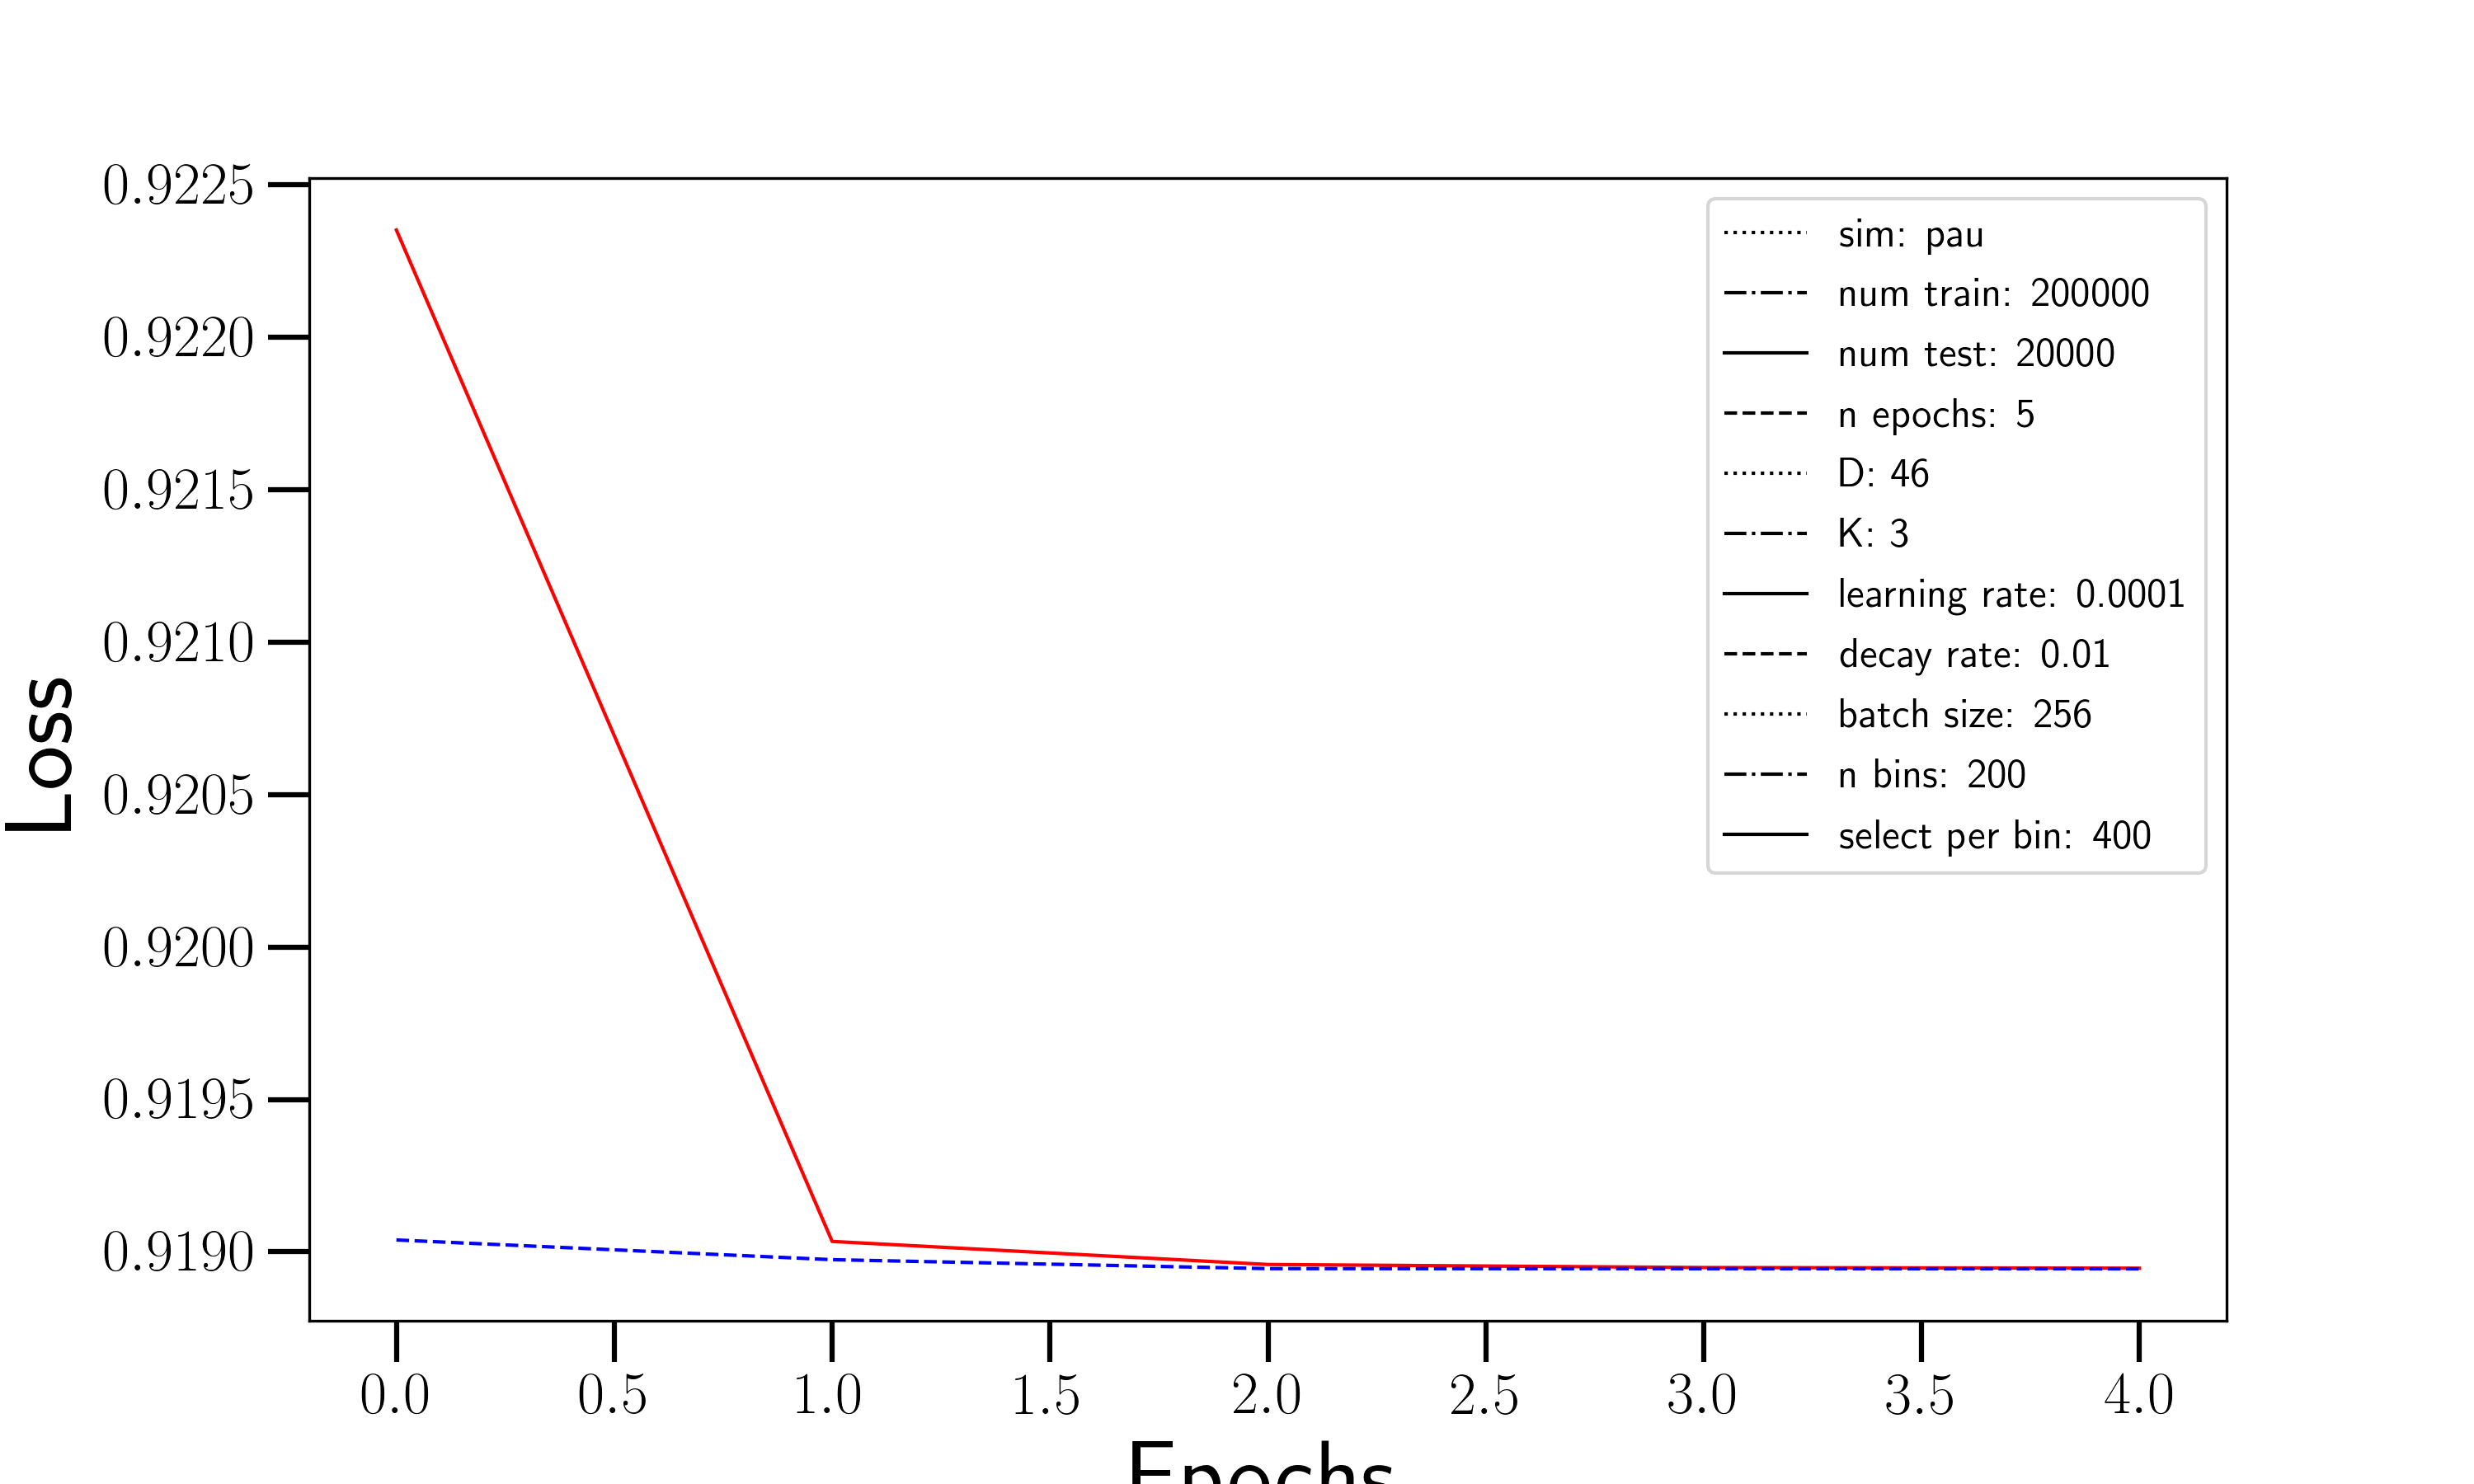 0.9225
0.9220
0.9215
0.9210
0.9205
0.9200
0.9195
0.9190
Loss
sim: pau
num train: 200000
num test: 20000
n epochs: 5
D: 46
K: 3
learning rate: 0.0001
decay rate: 0.01
batch size: 256
n bins: 200
select per bin: 400
0.0 0.5 1.0 1.5 2.0 2.5 3.0 3.5 4.0
Epochs